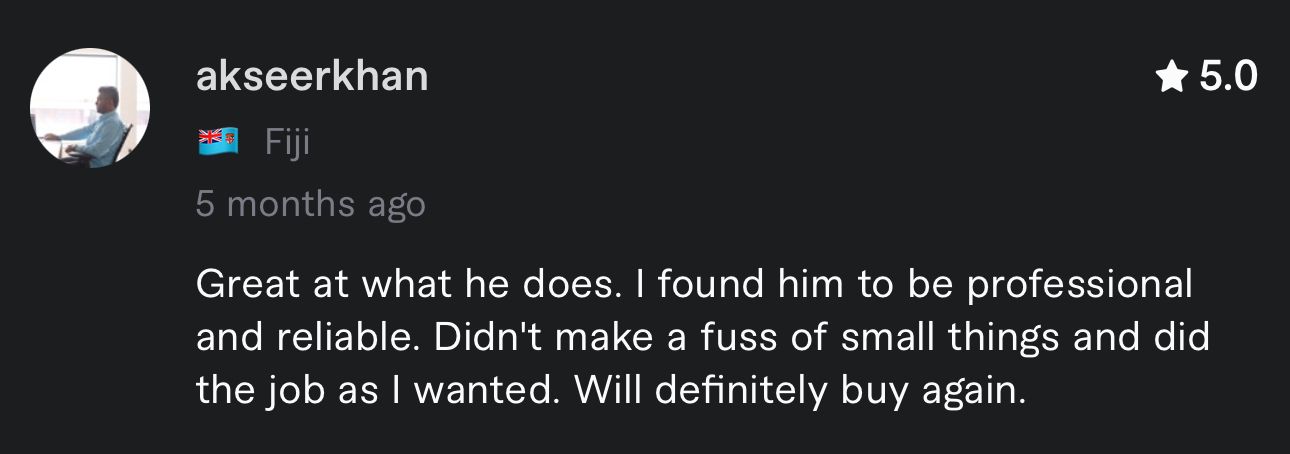 akseerkhan
5.0
Fiji
5 months ago
Great at what he does. I found him to be professional
and reliable. Didn't make a fuss of small things and did
the job as I wanted. Will definitely buy again.